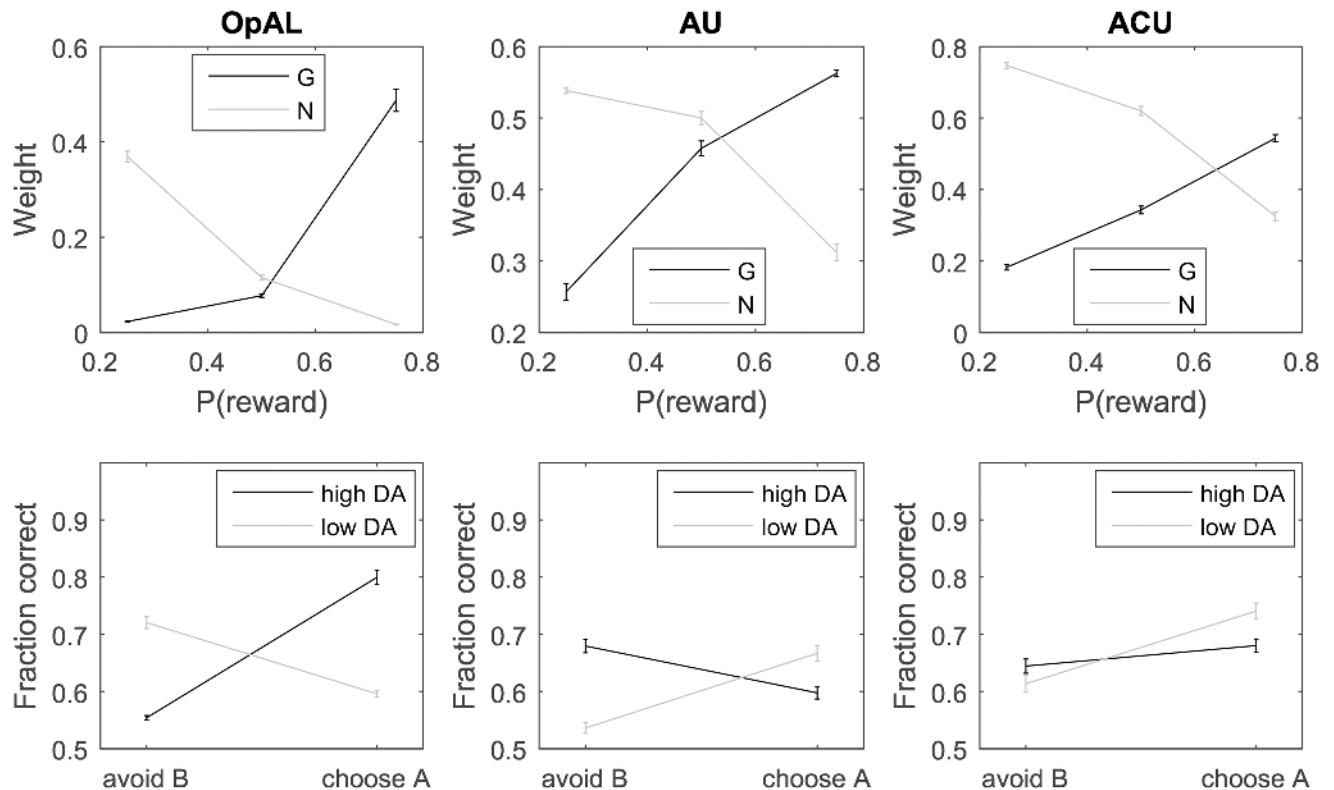 OpAL
AU
ACU
0.6
0.4
0.2
0
Weight
G
N
0.2
0.4
0.6
0.8
P(reward)
0.6
0.5
0.4
0.3
0.2
Weight
G
N
0.2
0.4
0.6
0.8
P(reward)
0.8
0.6
0.4
0.2
0
Weight
G
N
0.2
0.4
0.6
0.8
P(reward)
0.9
0.8
0.7
0.6
0.5
Fraction correct
high DA
low DA
avoid B
choose A
0.9
0.8
0.7
0.6
0.5
Fraction correct
high DA
low DA
avoid B
choose A
0.9
0.8
0.7
0.6
0.5
Fraction correct
high DA
low DA
avoid B
choose A